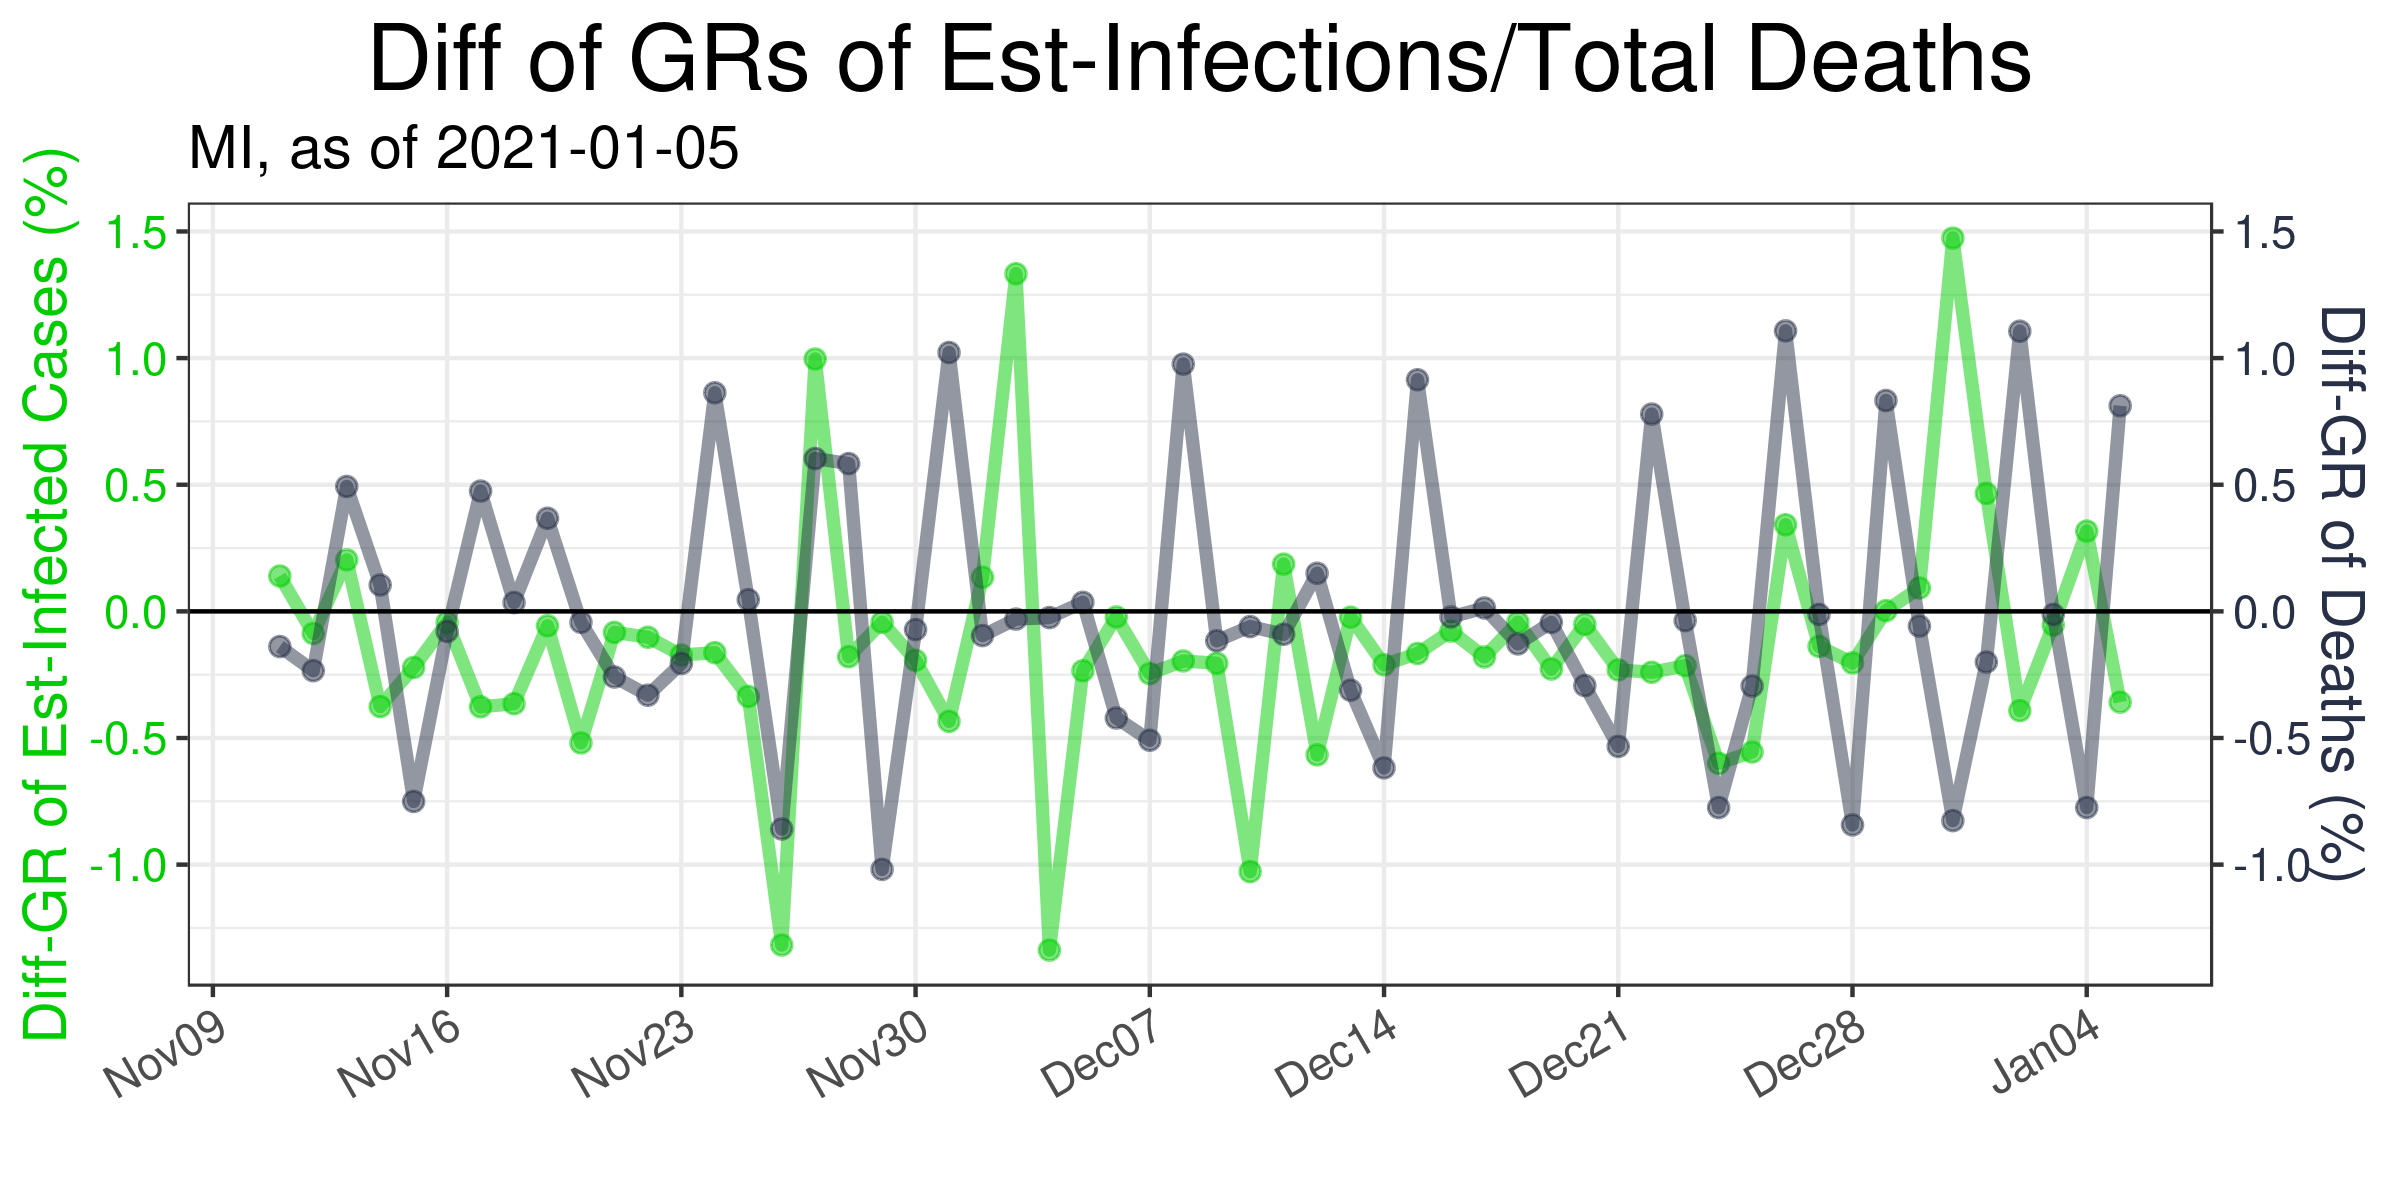 Diff of GRs of Est-Infections/Total Deaths
MI, as of 2021-01-05
Diff-GR of Est-Infected Cases (%)
1.5
1.0
0.5
0.0
-0.5
-1.0
1.5
1.0
0.5
0.0
-0.5
-1.0
Diff-GR of Deaths (%)
Nov09
Nov16
Nov23
Nov30
Dec07
Dec14
Dec21
Dec28
Jan04